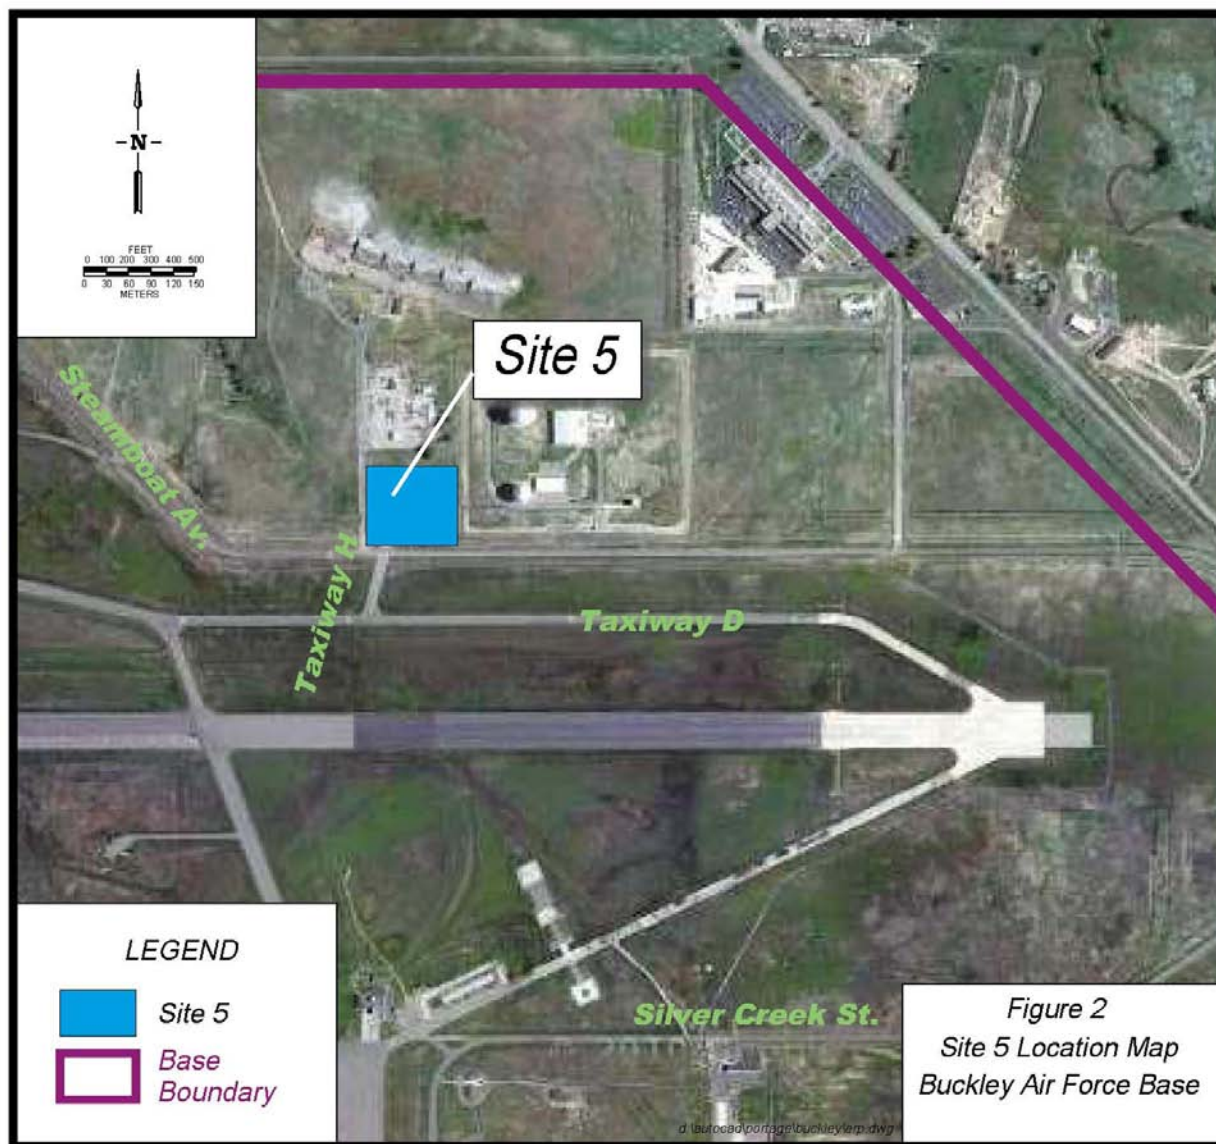 N
FEET
0 100 200 300 400 500
0 30 60 90 120 150
METERS
Site 5
Steamboat Av.
Taxiway H
Taxiway D
Silver Creek St.
LEGEND
Site 5
Base
Boundary
Figure 2
Site 5 Location Map
Buckley Air Force Base
d:\autocad\portage\buckley\erp.dwg